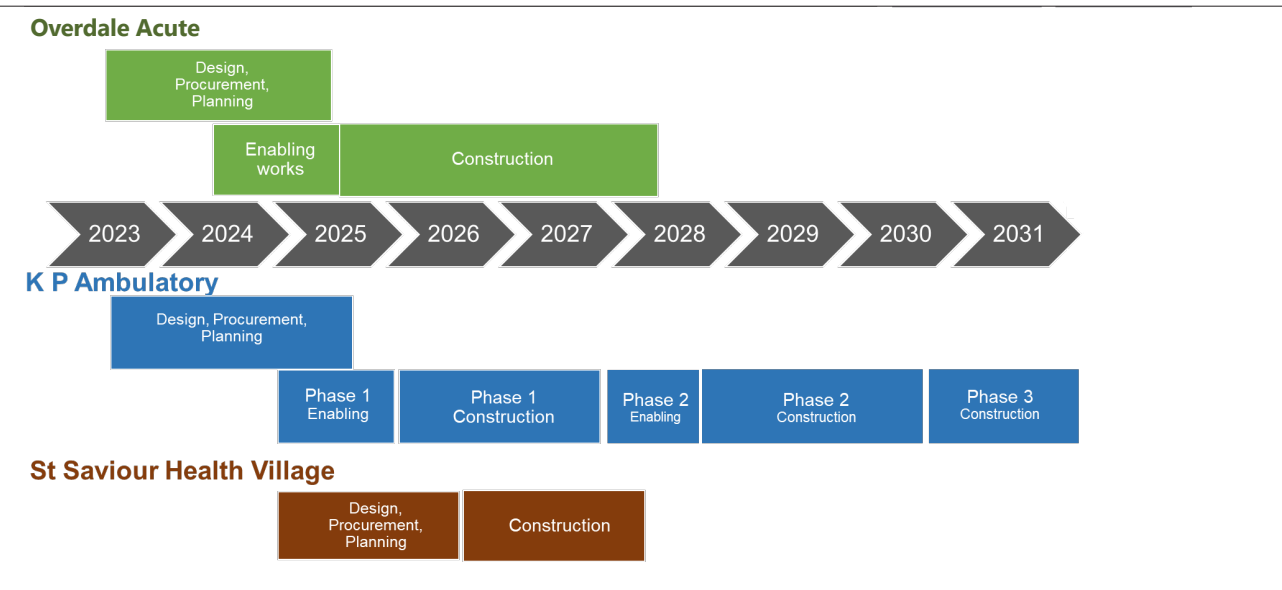 Overdale Acute
Design,
Procurement,
Planning
Enabling
works
Construction
2023
2024
2025
2026
2027
2028
2029
2030
2031
K P Ambulatory
Design, Procurement,
Planning
Phase 1
Enabling
Phase 1
Construction
Phase 2
Enabling
Phase 2
Construction
Phase 3
Construction
St Saviour Health Village
Design,
Procurement,
Planning
Construction